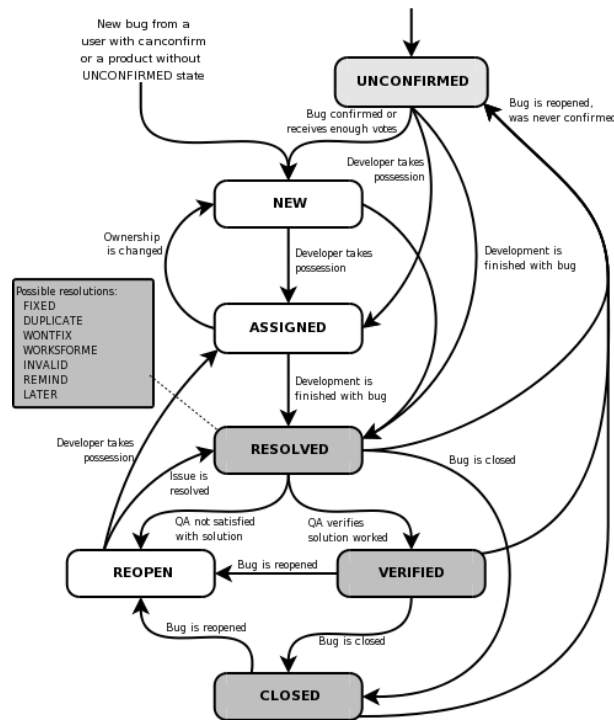 New bug from a
user with canconfirm
or a product without
UNCONFIRMED state
UNCONFIRMED
Bug is reopened,
was never confirmed
Bug confirmed or
receives enough votes
Developer takes
possession
NEW
Ownership
is changed
Developer takes
possession
Development is
finished with bug
Possible resolutions:
FIXED
DUPLICATE
WONTFIX
WORKSFORME
INVALID
REMIND
LATER
ASSIGNED
Development is
finished with bug
Developer takes
possession
RESOLVED
Bug is closed
Issue is
resolved
QA not satisfied
with solution
QA verifies
solution worked
REOPEN
Bug is reopened
VERIFIED
Bug is reopened
Bug is closed
CLOSED